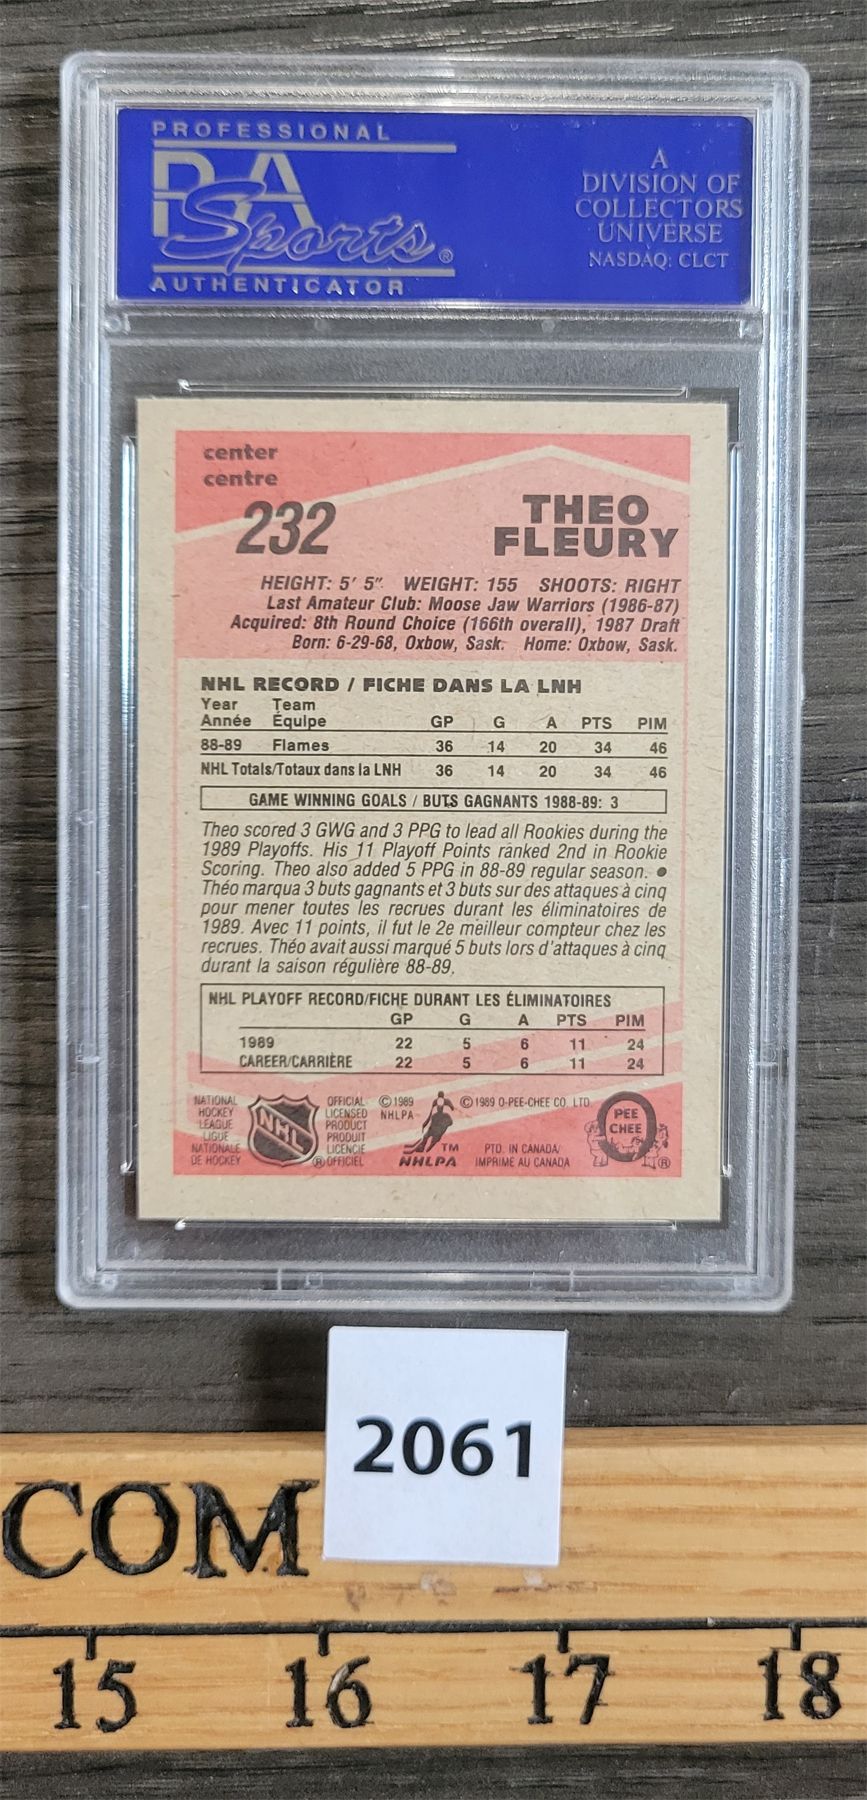 PROFESSIONAL
PSA
Sports®
AUTHENTICATOR
A
DIVISION OF
COLLECTORS
UNIVERSE
NASDAQ: CLCT
center
centre
232
THEO
FLEURY
HEIGHT: 5' 5". WEIGHT: 155 SHOOTS: RIGHT
Last Amateur Club: Moose Jaw Warriors (1986-87)
Acquired: 8th Round Choice (166th overall), 1987 Draft
Born: 6-29-68, Oxbow, Sask. Home: Oxbow, Sask.
NHL RECORD / FICHE DANS LA LNH
Year Team
Année Équipe GP G A PTS PIM
88-89 Flames 36 14 20 34 46
NHL Totals/Totaux dans la LNH 36 14 20 34 46
GAME WINNING GOALS / BUTS GAGNANTS 1988-89: 3
Theo scored 3 GWG and 3 PPG to lead all Rookies during the
1989 Playoffs. His 11 Playoff Points ranked 2nd in Rookie
Scoring. Theo also added 5 PPG in 88-89 regular season. ●
Théo marqua 3 buts gagnants et 3 buts sur des attaques à cinq
pour mener toutes les recrues durant les éliminatoires de
1989. Avec 11 points, il fut le 2e meilleur compteur chez les
recrues. Théo avait aussi marqué 5 buts lors d'attaques à cinq
durant la saison régulière 88-89.
NHL PLAYOFF RECORD/FICHE DURANT LES ÉLIMINATOIRES
GP G A PTS PIM
1989 22 5 6 11 24
CAREER/CARRIÈRE 22 5 6 11 24
NATIONAL
HOCKEY
LEAGUE
LIGUE
NATIONALE
DE HOCKEY
NHL
OFFICIAL
LICENSED
PRODUCT
PRODUIT
LICENCIE
® OFFICIEL
©1989
NHLPA
TM
NHLPA
©1989 O-PEE-CHEE CO. LTD.
PTD. IN CANADA/
IMPRIMÉ AU CANADA
O
PEE
CHEE
®
2061
COM
15 16 17 18